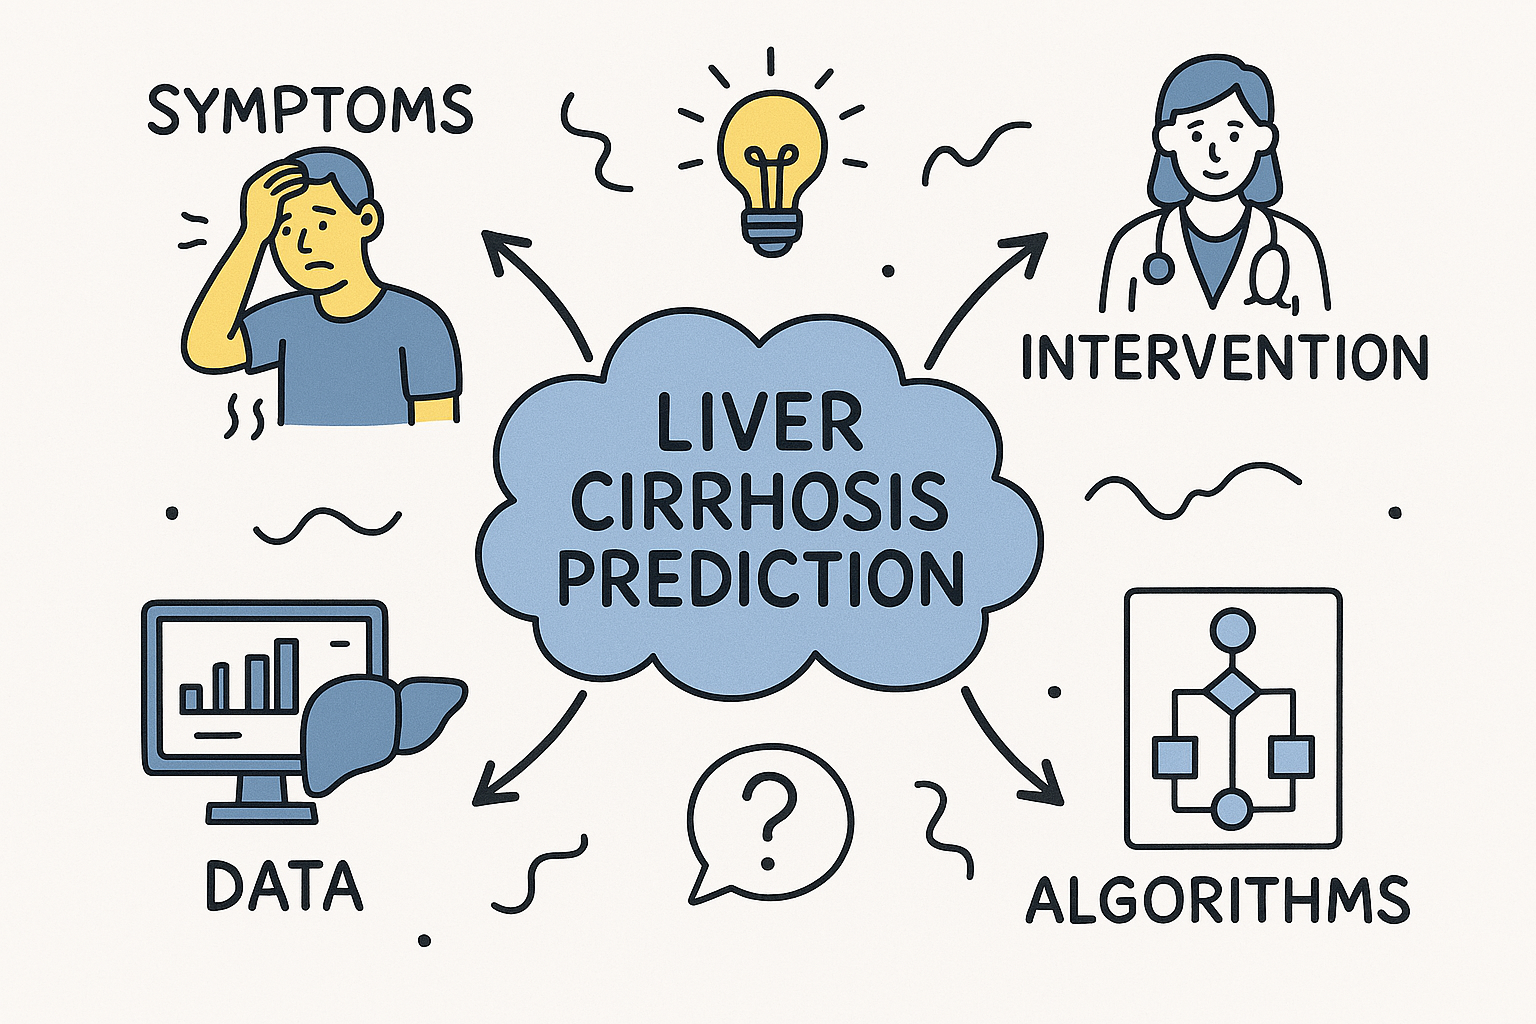 SYMPTOMS
INTERVENTION
LIVER
CIRRHOSIS
PREDICTION
?
DATA
ALGORITHMS